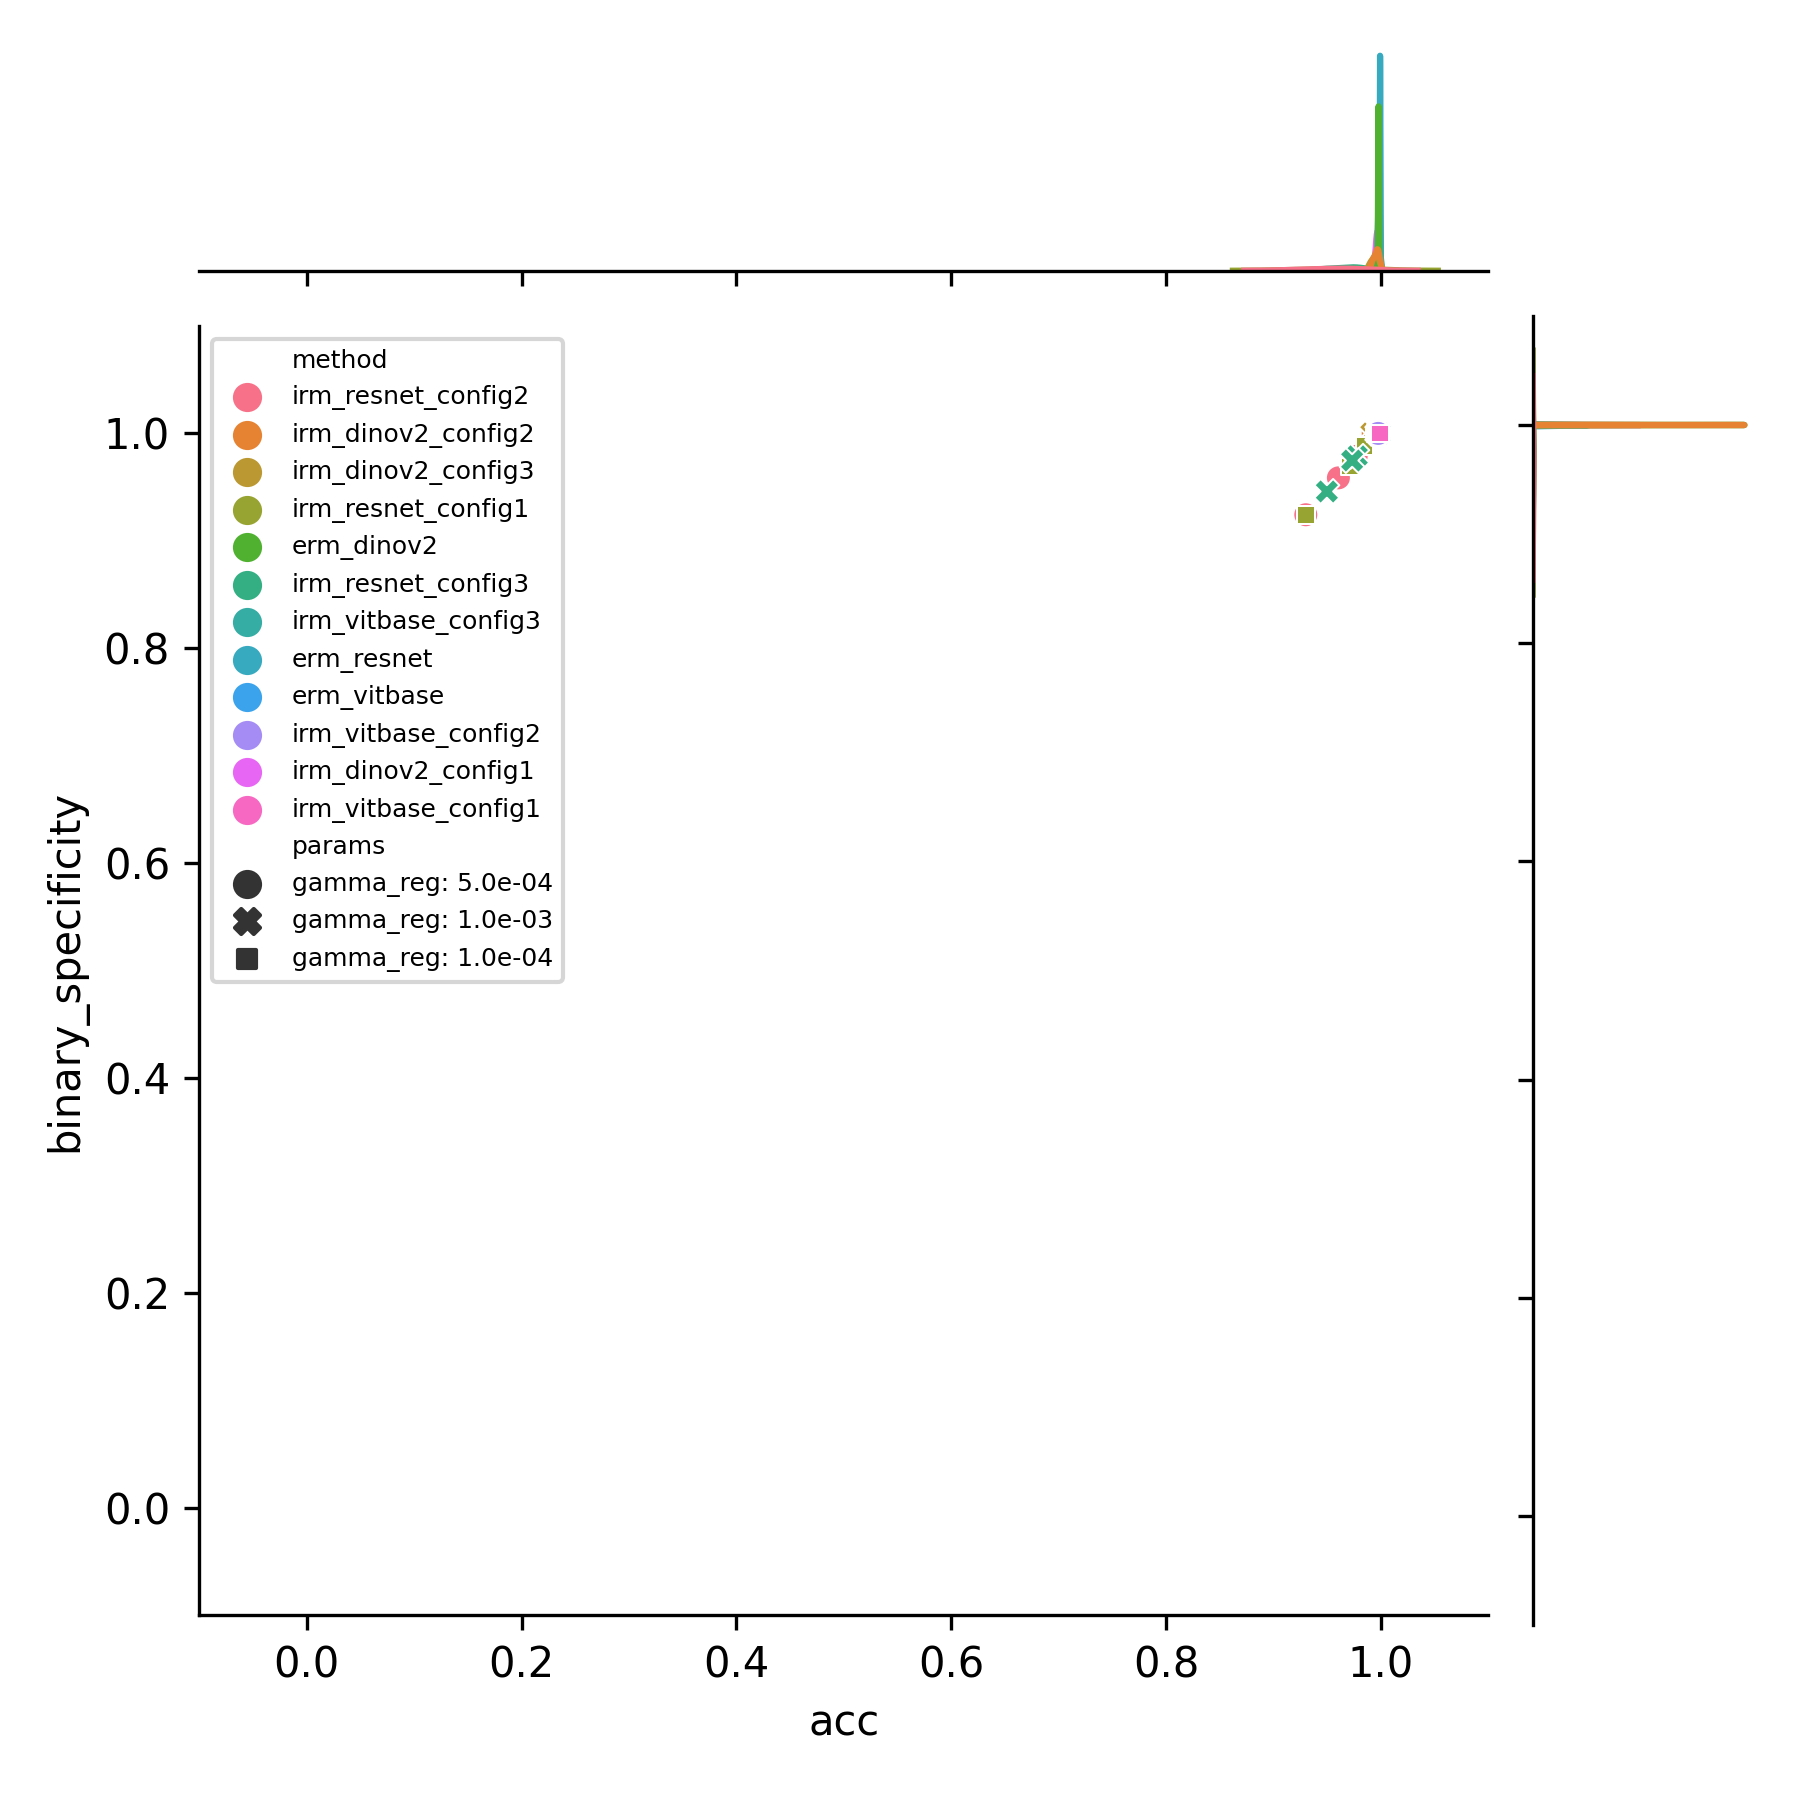 method
irm_resnet_config2
irm_dinov2_config2
irm_dinov2_config3
irm_resnet_config1
erm_dinov2
irm_resnet_config3
irm_vitbase_config3
erm_resnet
erm_vitbase
irm_vitbase_config2
irm_dinov2_config1
irm_vitbase_config1
params
gamma_reg: 5.0e-04
gamma_reg: 1.0e-03
gamma_reg: 1.0e-04
1.0
0.8
0.6
0.4
0.2
0.0
binary_specificity
0.0 0.2 0.4 0.6 0.8 1.0
acc